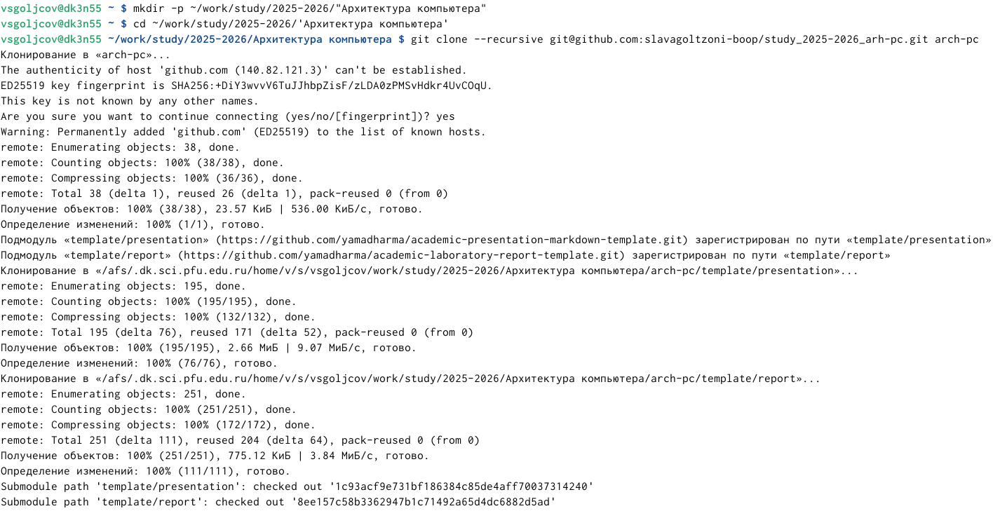 vsgoljcov@dk3n55 ~ $ mkdir -p ~/work/study/2025-2026/"Архитектура компьютера"
vsgoljcov@dk3n55 ~ $ cd ~/work/study/2025-2026/'Архитектура компьютера'
vsgoljcov@dk3n55 ~/work/study/2025-2026/Архитектура компьютера $ git clone --recursive git@github.com:slavagoltzoni-boop/study_2025-2026_arh-pc.git arch-pc
Клонирование в «arch-pc»...
The authenticity of host 'github.com (140.82.121.3)' can't be established.
ED25519 key fingerprint is SHA256:+DiY3wvvV6TuJJhbpZisF/zLDA0zPMSvHdkr4UvCOqU.
This key is not known by any other names.
Are you sure you want to continue connecting (yes/no/[fingerprint])? yes
Warning: Permanently added 'github.com' (ED25519) to the list of known hosts.
remote: Enumerating objects: 38, done.
remote: Counting objects: 100% (38/38), done.
remote: Compressing objects: 100% (36/36), done.
remote: Total 38 (delta 1), reused 26 (delta 1), pack-reused 0 (from 0)
Получение объектов: 100% (38/38), 23.57 КиБ | 536.00 КиБ/с, готово.
Определение изменений: 100% (1/1), готово.
Подмодуль «template/presentation» (https://github.com/yamadharma/academic-presentation-markdown-template.git) зарегистрирован по пути «template/presentation»
Подмодуль «template/report» (https://github.com/yamadharma/academic-laboratory-report-template.git) зарегистрирован по пути «template/report»
Клонирование в «/afs/.dk.sci.pfu.edu.ru/home/v/s/vsgoljcov/work/study/2025-2026/Архитектура компьютера/arch-pc/template/presentation»...
remote: Enumerating objects: 195, done.
remote: Counting objects: 100% (195/195), done.
remote: Compressing objects: 100% (132/132), done.
remote: Total 195 (delta 76), reused 171 (delta 52), pack-reused 0 (from 0)
Получение объектов: 100% (195/195), 2.66 МиБ | 9.07 МиБ/с, готово.
Определение изменений: 100% (76/76), готово.
Клонирование в «/afs/.dk.sci.pfu.edu.ru/home/v/s/vsgoljcov/work/study/2025-2026/Архитектура компьютера/arch-pc/template/report»...
remote: Enumerating objects: 251, done.
remote: Counting objects: 100% (251/251), done.
remote: Compressing objects: 100% (172/172), done.
remote: Total 251 (delta 111), reused 204 (delta 64), pack-reused 0 (from 0)
Получение объектов: 100% (251/251), 775.12 КиБ | 3.84 МиБ/с, готово.
Определение изменений: 100% (111/111), готово.
Submodule path 'template/presentation': checked out '1c93acf9e731bf186384c85de4aff70037314240'
Submodule path 'template/report': checked out '8ee157c58b3362947b1c71492a65d4dc6882d5ad'